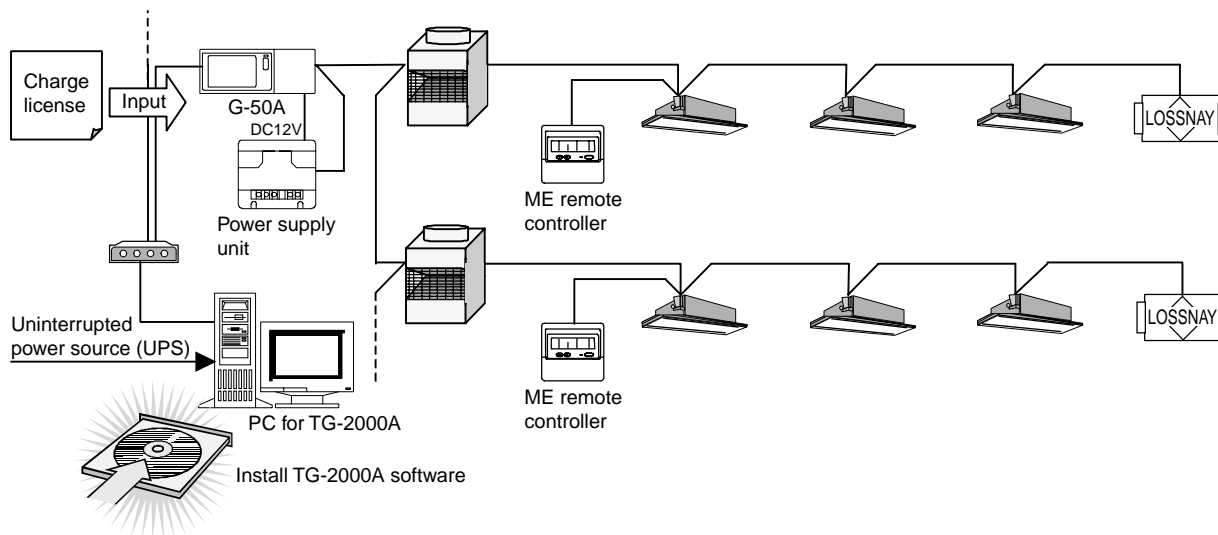 Charge
license
Input
G-50A
DC12V
Power supply
unit
ME remote
controller
LOSSNAY
Uninterrupted
power source (UPS)
PC for TG-2000A
ME remote
controller
LOSSNAY
Install TG-2000A software